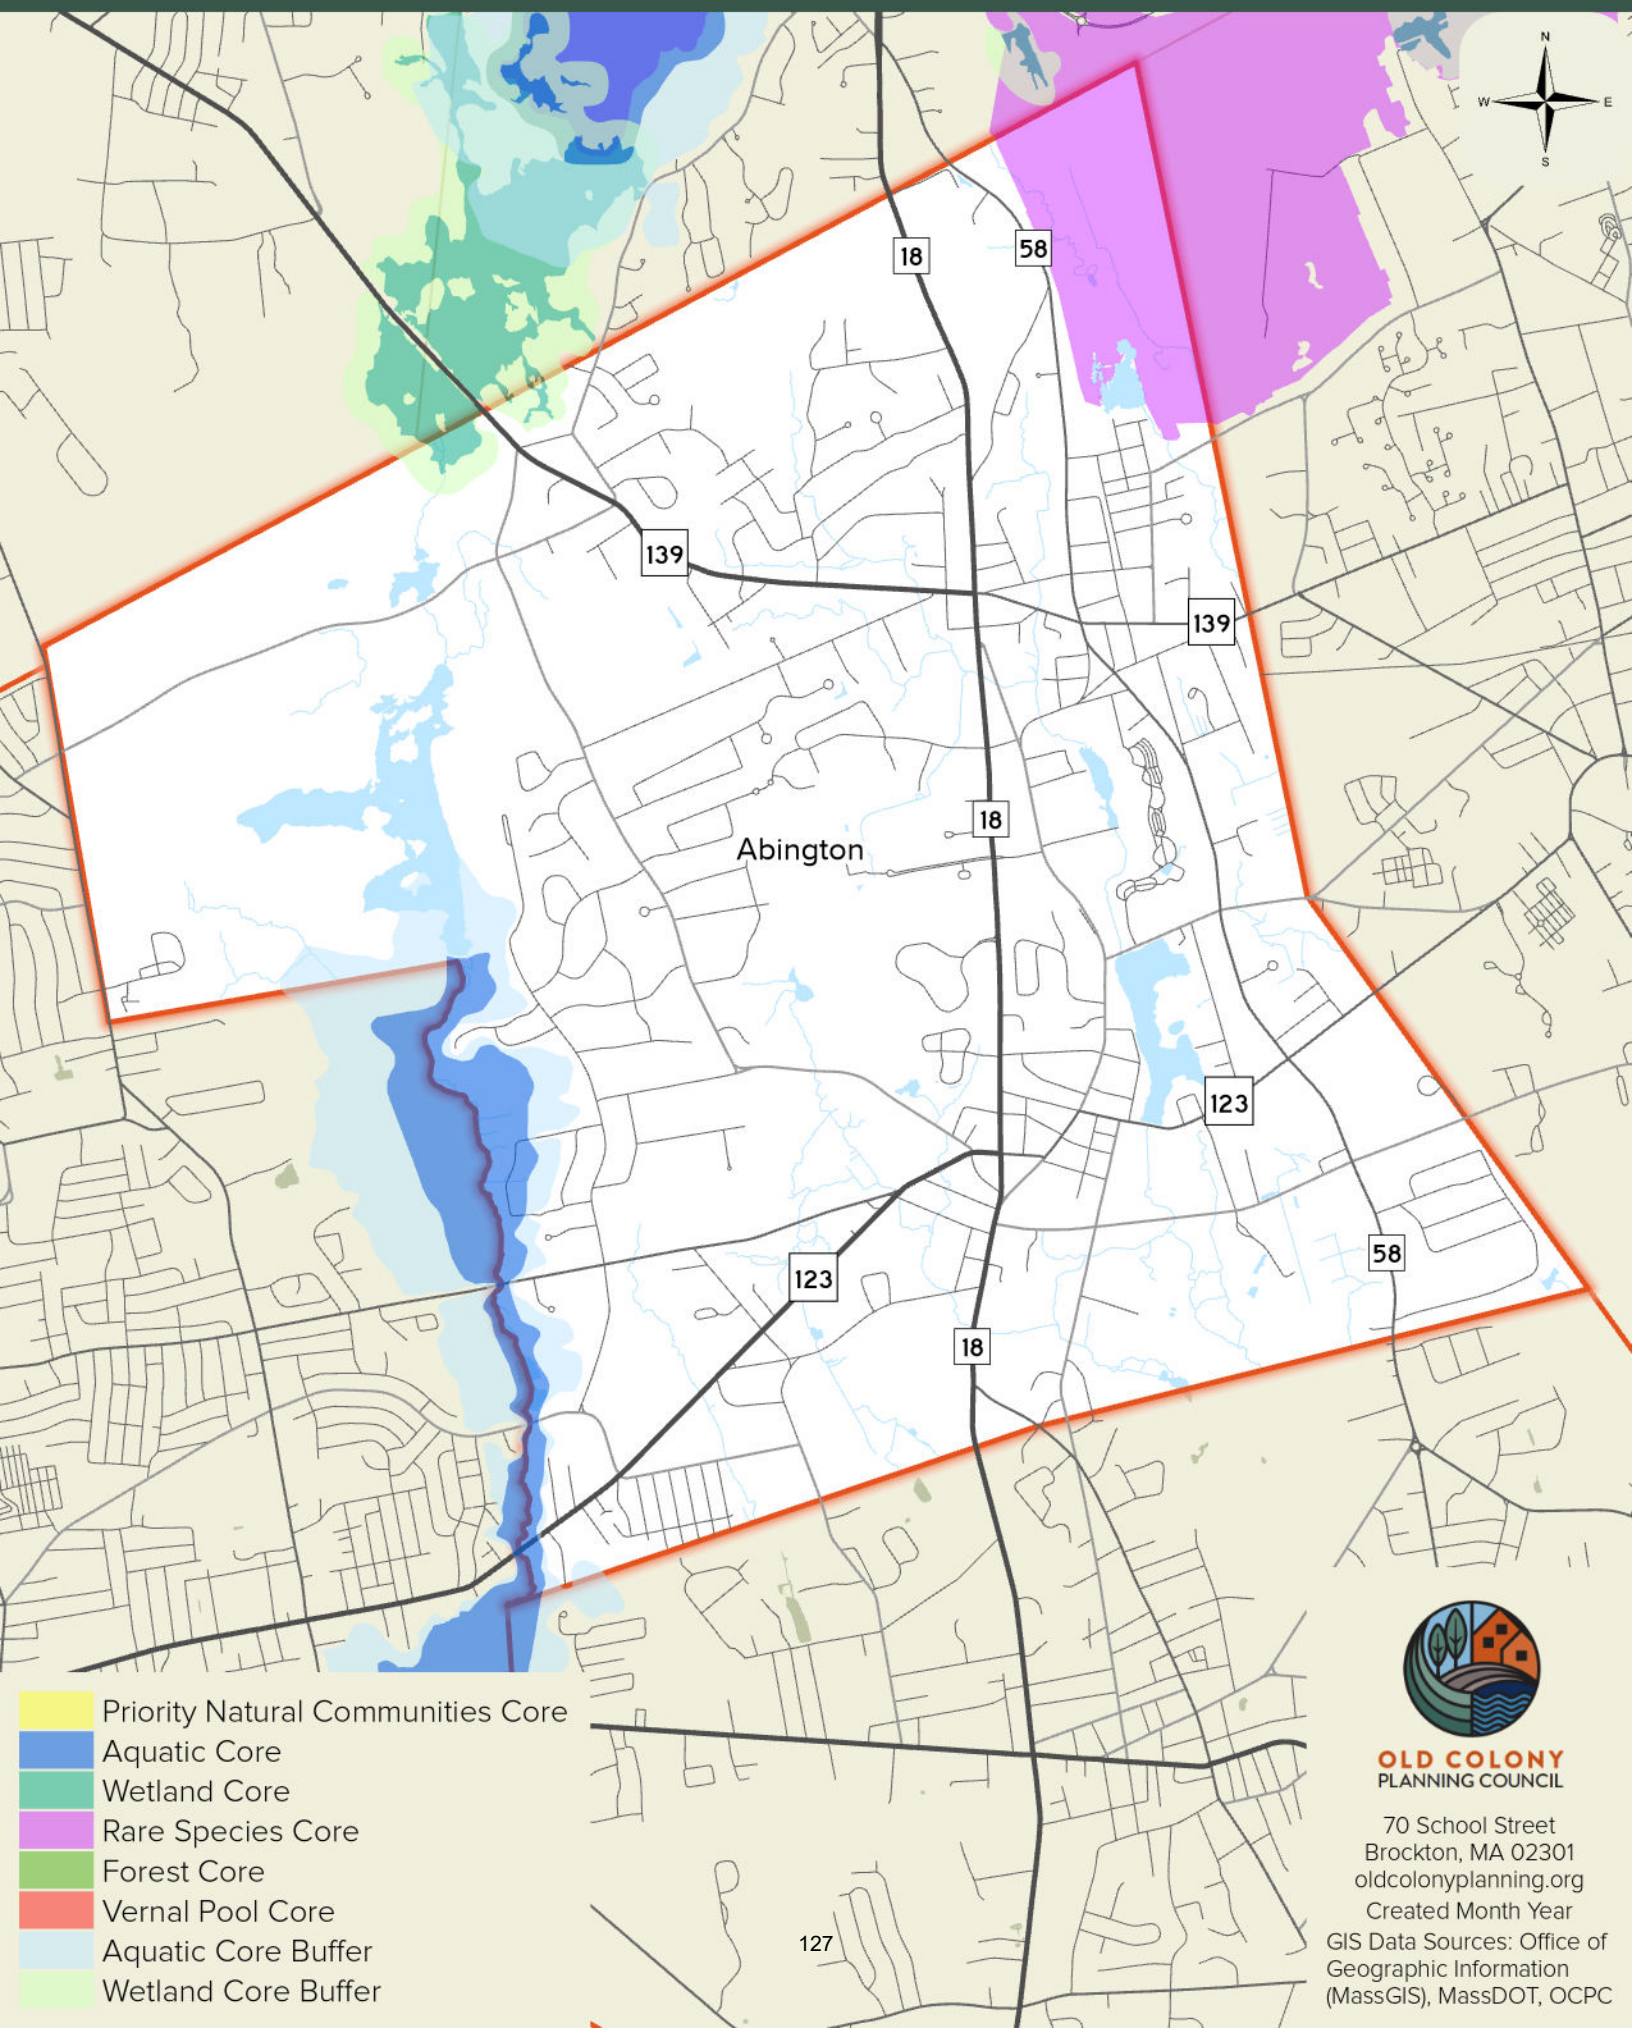 N
W
E
S
18
58
139
139
18
Abington
123
123
58
18
Priority Natural Communities Core
Aquatic Core
Wetland Core
Rare Species Core
Forest Core
Vernal Pool Core
Aquatic Core Buffer
Wetland Core Buffer
127
OLD COLONY
PLANNING COUNCIL
70 School Street
Brockton, MA 02301
oldcolonyplanning.org
Created Month Year
GIS Data Sources: Office of
Geographic Information
(MassGIS), MassDOT, OCPC